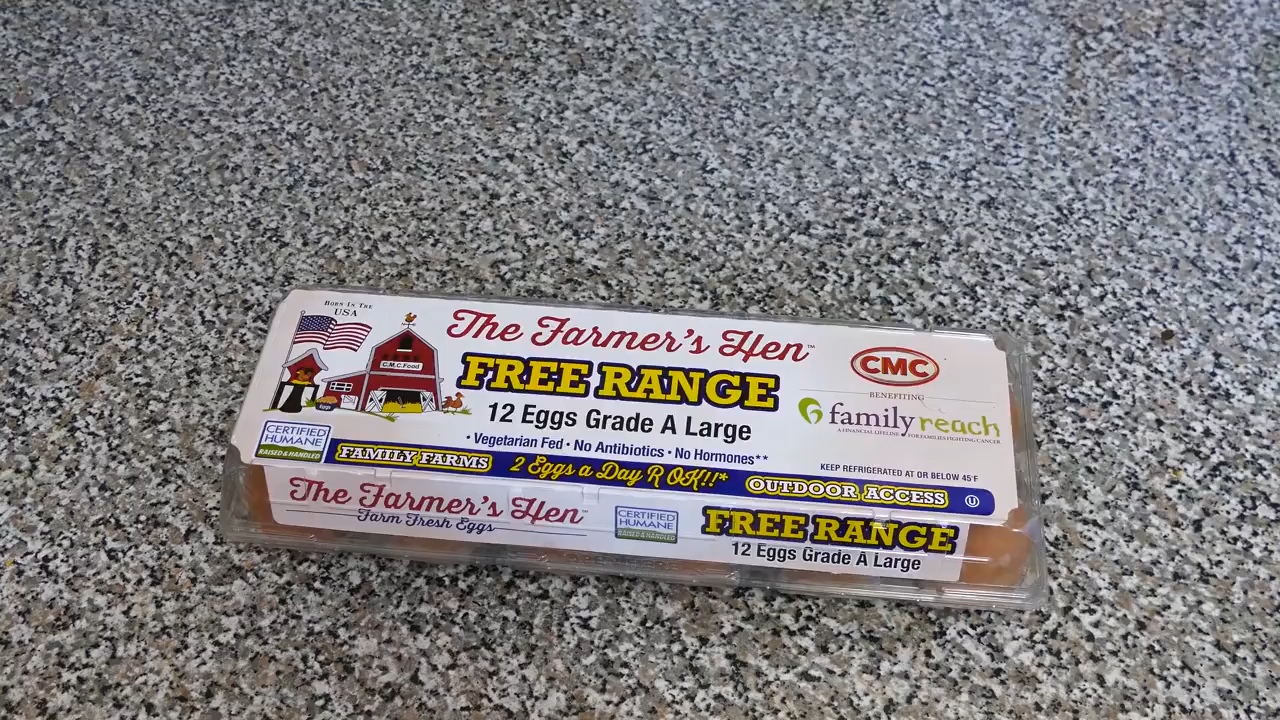 BORN IN THE
USA
The Farmer's Hen™
C.M.C. Food
FREE RANGE
12 Eggs Grade A Large
• Vegetarian Fed • No Antibiotics • No Hormones**
Eggs
CERTIFIED
HUMANE
RAISED & HANDLED
FAMILY FARMS
2 Eggs a Day R OK!!*
OUTDOOR ACCESS
U
CMC
BENEFITING
familyreach
A FINANCIAL LIFELINE FOR FAMILIES FIGHTING CANCER
KEEP REFRIGERATED AT OR BELOW 45°F
The Farmer's Hen™
Farm Fresh Eggs
CERTIFIED
HUMANE
RAISED & HANDLED
FREE RANGE
12 Eggs Grade A Large